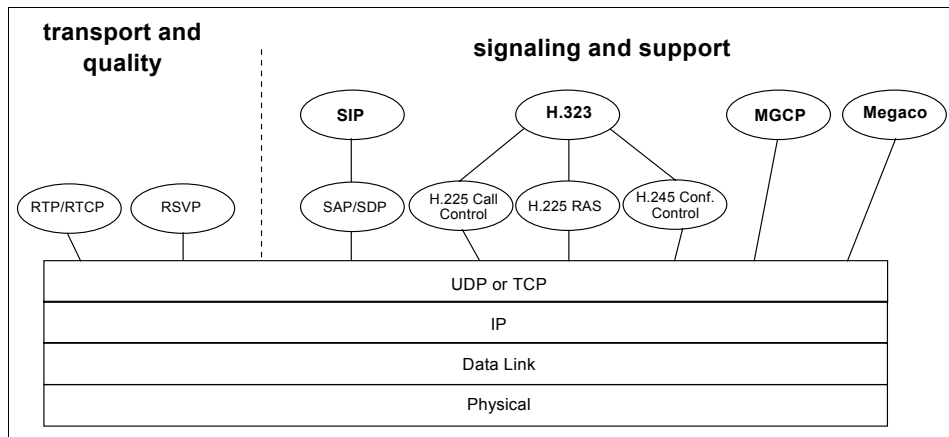 transport and
quality
signaling and support
SIP
H.323
MGCP
Megaco
RTP/RTCP
RSVP
SAP/SDP
H.225 Call
Control
H.225 RAS
H.245 Conf.
Control
UDP or TCP
IP
Data Link
Physical